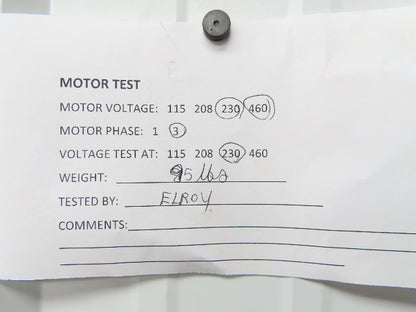 MOTOR TEST
MOTOR VOLTAGE: 115 208 230 460
MOTOR PHASE: 1 3
VOLTAGE TEST AT: 115 208 230 460
WEIGHT: 95 lbs
TESTED BY: ELROY
COMMENTS: